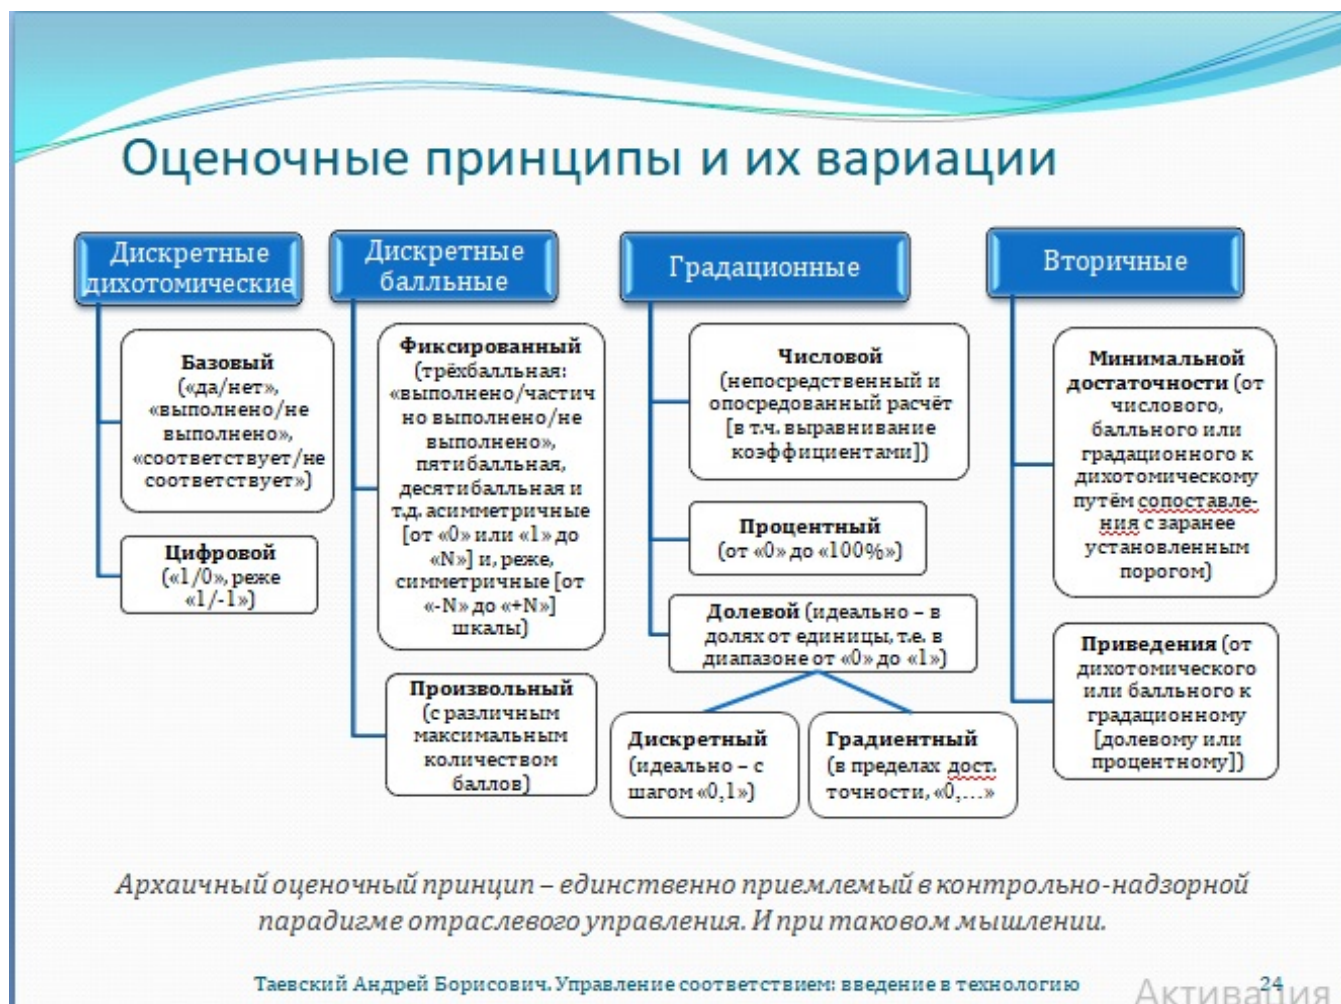 Оценочные принципы и их вариации
Дискретные
дихотомические
Базовый
(«да/нет»,
«выполнено/не
выполнено»,
«соответствует/не
соответствует»)
Цифровой
(«1/0», реже
«1/-1»)
Дискретные
балльные
Фиксированный
(трёхбалльная:
«выполнено/частич
но выполнено/не
выполнено»,
пятибалльная,
десятибалльная и
т.д. асимметричные
[от «0» или «1» до
«N»] и, реже,
симметричные [от
«-N» до «+N»]
шкалы)
Произвольный
(с различным
максимальным
количеством
баллов)
Градационные
Числовой
(непосредственный и
опосредованный расчёт
[в т.ч. выравнивание
коэффициентами])
Процентный
(от «0» до «100%»)
Долевой (идеально – в
долях от единицы, т.е. в
диапазоне от «0» до «1»)
Дискретный
(идеально – с
шагом «0,1»)
Градиентный
(в пределах дост.
точности, «0,…»
Вторичные
Минимальной
достаточности (от
числового,
балльного или
градационного к
дихотомическому
путём сопоставле-
ния с заранее
установленным
порогом)
Приведения (от
дихотомического
или балльного к
градационному
[долевому или
процентному])
Архаичный оценочный принцип – единственно приемлемый в контрольно-надзорной
парадигме отраслевого управления. И при таковом мышлении.
Таевский Андрей Борисович. Управление соответствием: введение в технологию
24
Активация